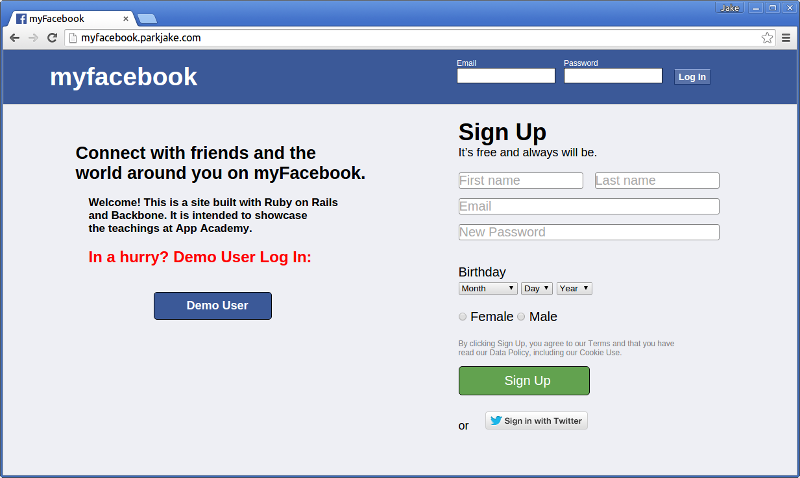 Jake
myFacebook
myfacebook.parkjake.com
myfacebook
Email
Password
Log In
Connect with friends and the
world around you on myFacebook.
Welcome! This is a site built with Ruby on Rails
and Backbone. It is intended to showcase
the teachings at App Academy.
In a hurry? Demo User Log In:
Demo User
Sign Up
It's free and always will be.
First name
Last name
Email
New Password
Birthday
Month Day Year
Female Male
By clicking Sign Up, you agree to our Terms and that you have
read our Data Policy, including our Cookie Use.
Sign Up
or
Sign in with Twitter